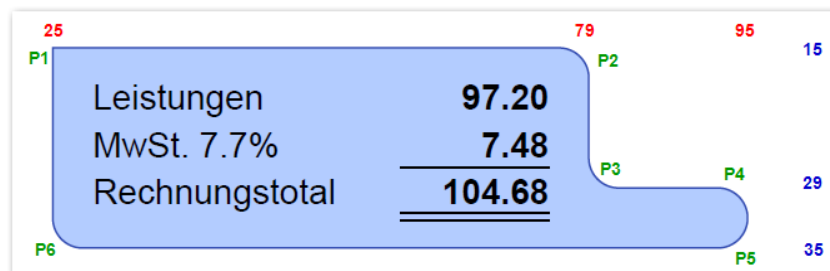 25 79 95
P1 P2 15
Leistungen 97.20
MwSt. 7.7% 7.48
P3 P4
Rechnungstotal 104.68 29
P6 P5 35